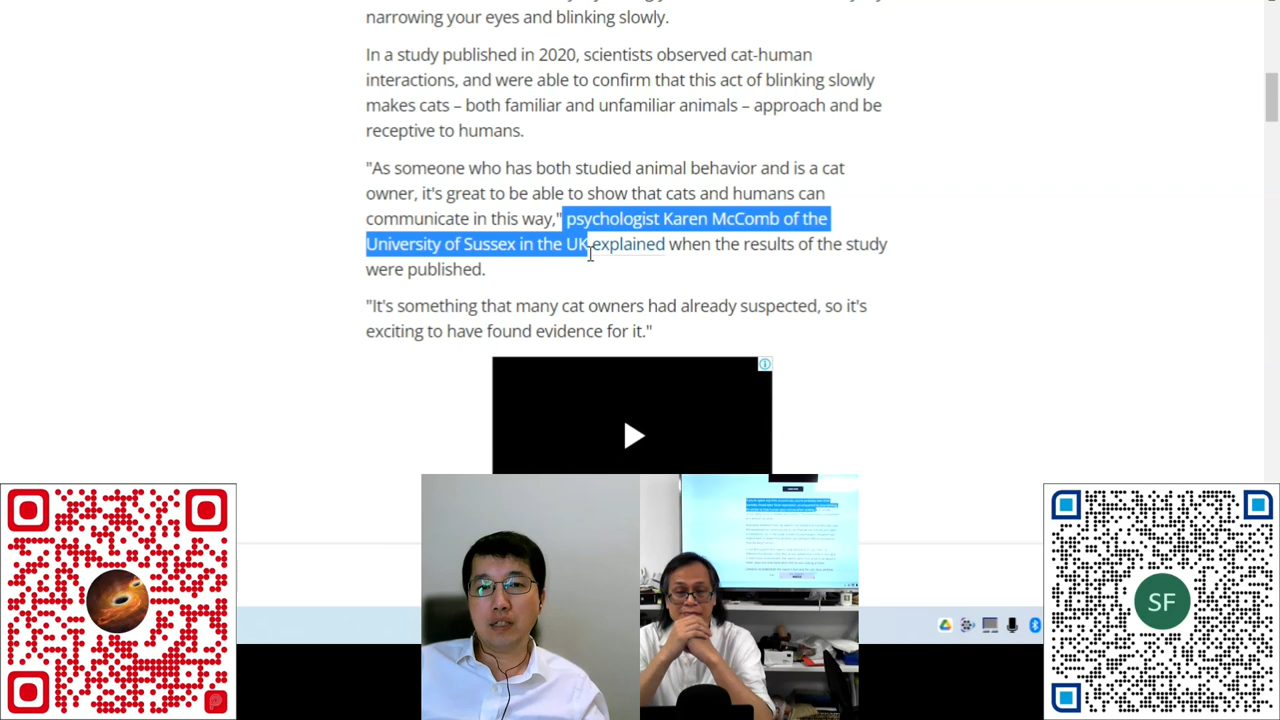 narrowing your eyes and blinking slowly.
In a study published in 2020, scientists observed cat-human
interactions, and were able to confirm that this act of blinking slowly
makes cats – both familiar and unfamiliar animals – approach and be
receptive to humans.
"As someone who has both studied animal behavior and is a cat
owner, it's great to be able to show that cats and humans can
communicate in this way," psychologist Karen McComb of the
University of Sussex in the UK explained when the results of the study
were published.
"It's something that many cat owners had already suspected, so it's
exciting to have found evidence for it."
SF